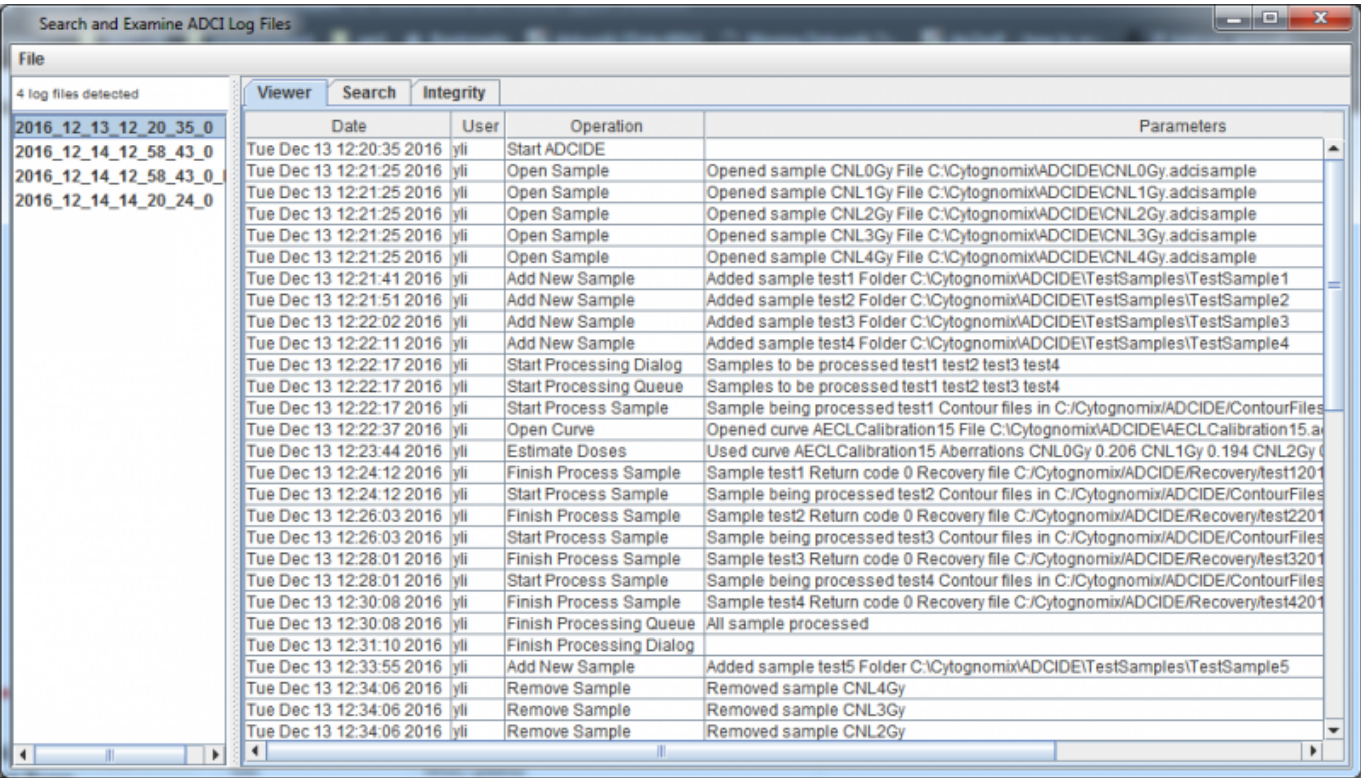 Search and Examine ADCI Log Files
File
4 log files detected
2016_12_13_12_20_35_0
2016_12_14_12_58_43_0
2016_12_14_12_58_43_0_
2016_12_14_14_20_24_0
Viewer Search Integrity
Date User Operation Parameters
Tue Dec 13 12:20:35 2016 yli Start ADCIDE
Tue Dec 13 12:21:25 2016 yli Open Sample Opened sample CNL0Gy File C:\Cytognomix\ADCIDE\CNL0Gy.adcisample
Tue Dec 13 12:21:25 2016 yli Open Sample Opened sample CNL1Gy File C:\Cytognomix\ADCIDE\CNL1Gy.adcisample
Tue Dec 13 12:21:25 2016 yli Open Sample Opened sample CNL2Gy File C:\Cytognomix\ADCIDE\CNL2Gy.adcisample
Tue Dec 13 12:21:25 2016 yli Open Sample Opened sample CNL3Gy File C:\Cytognomix\ADCIDE\CNL3Gy.adcisample
Tue Dec 13 12:21:25 2016 yli Open Sample Opened sample CNL4Gy File C:\Cytognomix\ADCIDE\CNL4Gy.adcisample
Tue Dec 13 12:21:41 2016 yli Add New Sample Added sample test1 Folder C:\Cytognomix\ADCIDE\TestSamples\TestSample1
Tue Dec 13 12:21:51 2016 yli Add New Sample Added sample test2 Folder C:\Cytognomix\ADCIDE\TestSamples\TestSample2
Tue Dec 13 12:22:02 2016 yli Add New Sample Added sample test3 Folder C:\Cytognomix\ADCIDE\TestSamples\TestSample3
Tue Dec 13 12:22:11 2016 yli Add New Sample Added sample test4 Folder C:\Cytognomix\ADCIDE\TestSamples\TestSample4
Tue Dec 13 12:22:17 2016 yli Start Processing Dialog Samples to be processed test1 test2 test3 test4
Tue Dec 13 12:22:17 2016 yli Start Processing Queue Samples to be processed test1 test2 test3 test4
Tue Dec 13 12:22:17 2016 yli Start Process Sample Sample being processed test1 Contour files in C:/Cytognomix/ADCIDE/ContourFiles
Tue Dec 13 12:22:37 2016 yli Open Curve Opened curve AECLCalibration15 File C:\Cytognomix\ADCIDE\AECLCalibration15.a
Tue Dec 13 12:23:44 2016 yli Estimate Doses Used curve AECLCalibration15 Aberrations CNL0Gy 0.206 CNL1Gy 0.194 CNL2Gy
Tue Dec 13 12:24:12 2016 yli Finish Process Sample Sample test1 Return code 0 Recovery file C:/Cytognomix/ADCIDE/Recovery/test1201
Tue Dec 13 12:24:12 2016 yli Start Process Sample Sample being processed test2 Contour files in C:/Cytognomix/ADCIDE/ContourFiles
Tue Dec 13 12:26:03 2016 yli Finish Process Sample Sample test2 Return code 0 Recovery file C:/Cytognomix/ADCIDE/Recovery/test2201
Tue Dec 13 12:26:03 2016 yli Start Process Sample Sample being processed test3 Contour files in C:/Cytognomix/ADCIDE/ContourFiles
Tue Dec 13 12:28:01 2016 yli Finish Process Sample Sample test3 Return code 0 Recovery file C:/Cytognomix/ADCIDE/Recovery/test3201
Tue Dec 13 12:28:01 2016 yli Start Process Sample Sample being processed test4 Contour files in C:/Cytognomix/ADCIDE/ContourFiles
Tue Dec 13 12:30:08 2016 yli Finish Process Sample Sample test4 Return code 0 Recovery file C:/Cytognomix/ADCIDE/Recovery/test4201
Tue Dec 13 12:30:08 2016 yli Finish Processing Queue All sample processed
Tue Dec 13 12:31:10 2016 yli Finish Processing Dialog
Tue Dec 13 12:33:55 2016 yli Add New Sample Added sample test5 Folder C:\Cytognomix\ADCIDE\TestSamples\TestSample5
Tue Dec 13 12:34:06 2016 yli Remove Sample Removed sample CNL4Gy
Tue Dec 13 12:34:06 2016 yli Remove Sample Removed sample CNL3Gy
Tue Dec 13 12:34:06 2016 yli Remove Sample Removed sample CNL2Gy